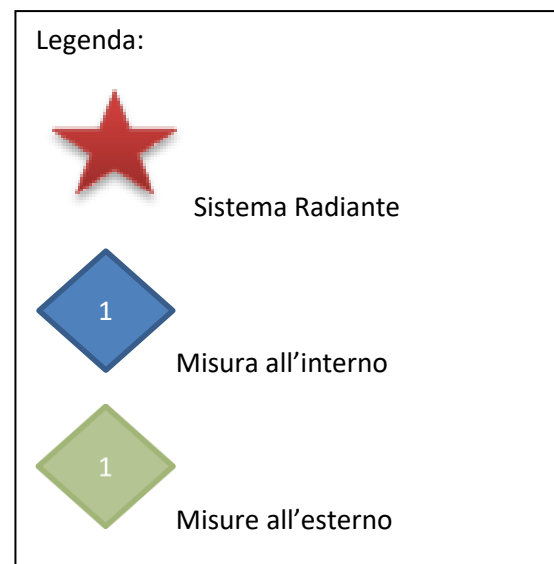 Legenda:
Sistema Radiante
1
Misura all’interno
1
Misure all’esterno